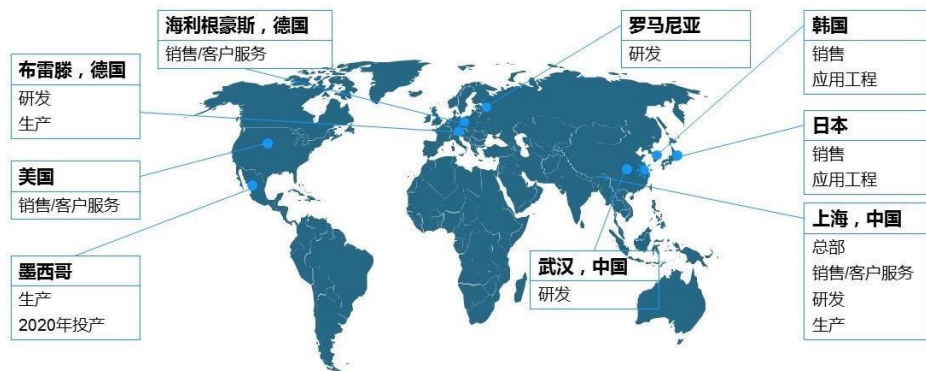 海利根豪斯，德国
销售/客户服务
罗马尼亚
研发
韩国
销售
应用工程
布雷滕，德国
研发
生产
日本
销售
应用工程
美国
销售/客户服务
上海，中国
总部
销售/客户服务
研发
生产
武汉，中国
研发
墨西哥
生产
2020年投产